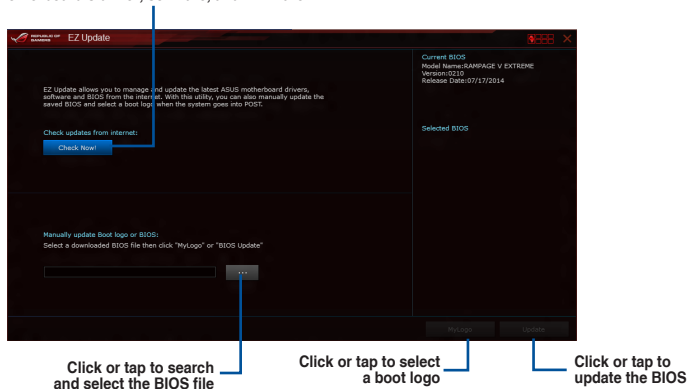 REPUBLIC OF
GAMERS
EZ Update
Current BIOS
Model Name:RAMPAGE V EXTREME
Version:0210
Release Date:07/17/2014
EZ Update allows you to manage and update the latest ASUS motherboard drivers,
software and BIOS from the internet. With this utility, you can also manually update the
saved BIOS and select a boot logo when the system goes into POST.
Check updates from internet:
Check Now!
Selected BIOS
Manually update Boot logo or BIOS:
Select a downloaded BIOS file then click "MyLogo" or "BIOS Update"
...
MyLogo
Update
Click or tap to search
and select the BIOS file
Click or tap to select
a boot logo
Click or tap to
update the BIOS